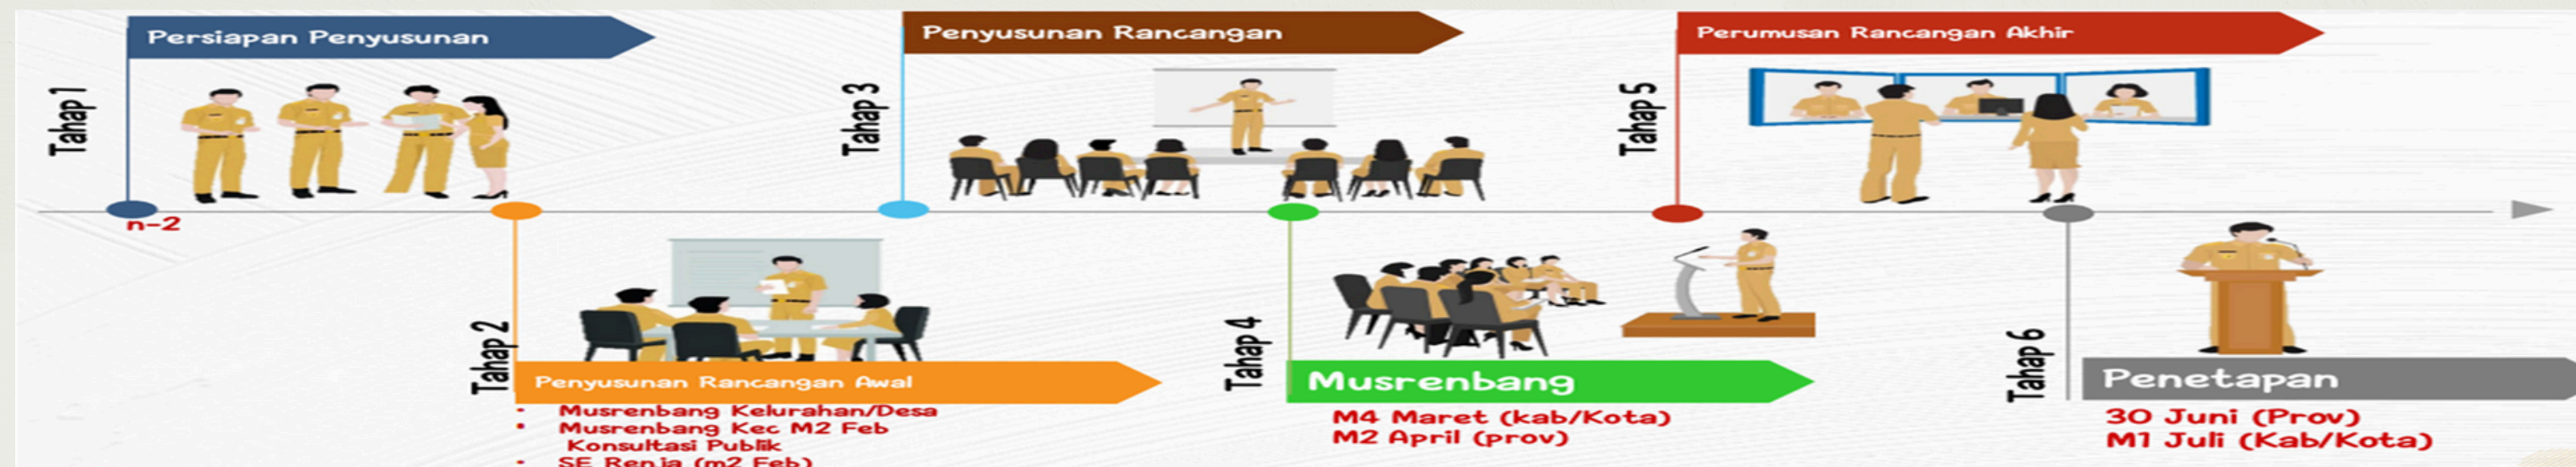 Tahap 1
Persiapan Penyusunan
n-2
Tahap 2
Penyusunan Rancangan Awal
• Musrenbang Kelurahan/Desa
• Musrenbang Kec M2 Feb
Konsultasi Publik
• SE Renja (m2 Feb)
Tahap 3
Penyusunan Rancangan
Tahap 4
Musrenbang
M4 Maret (kab/Kota)
M2 April (prov)
Tahap 5
Perumusan Rancangan Akhir
Tahap 6
Penetapan
30 Juni (Prov)
M1 Juli (Kab/Kota)